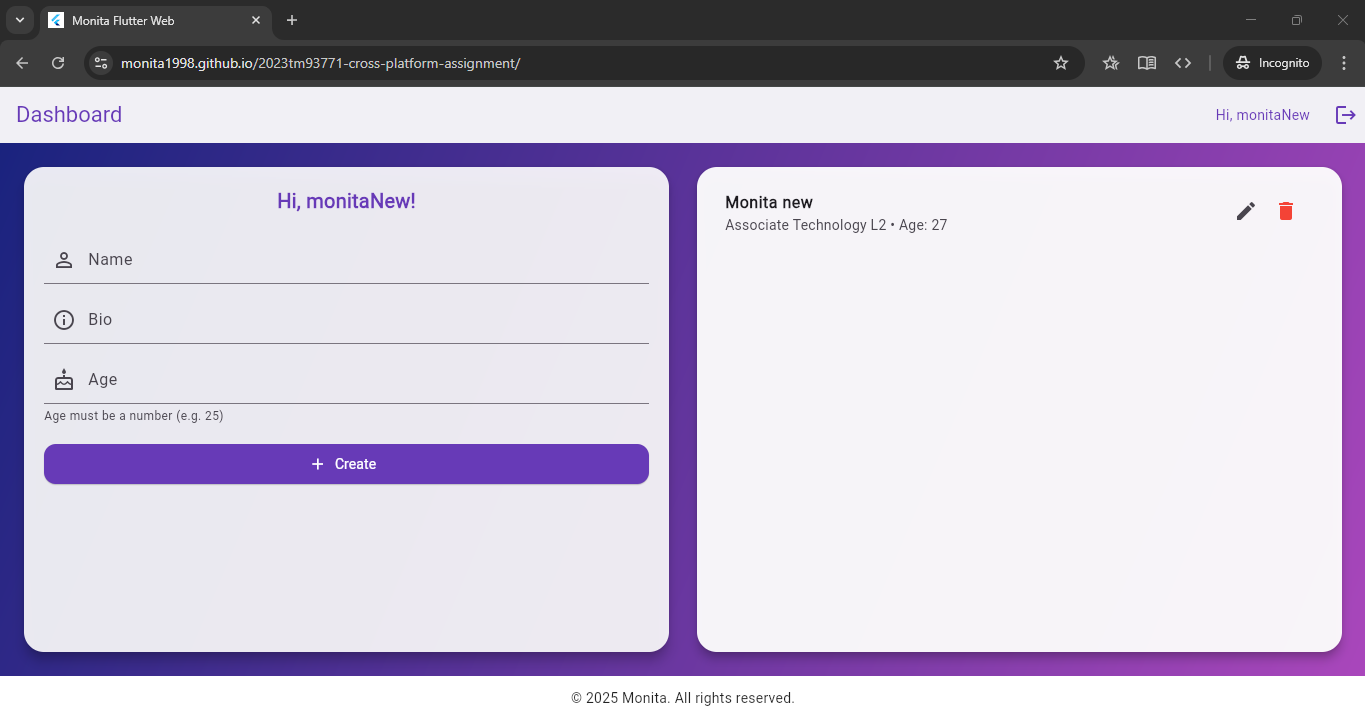 Monita Flutter Web
monita1998.github.io/2023tm93771-cross-platform-assignment/
Incognito
Dashboard
Hi, monitaNew
Hi, monitaNew!
Name
Bio
Age
Age must be a number (e.g. 25)
+ Create
Monita new
Associate Technology L2 • Age: 27
© 2025 Monita. All rights reserved.